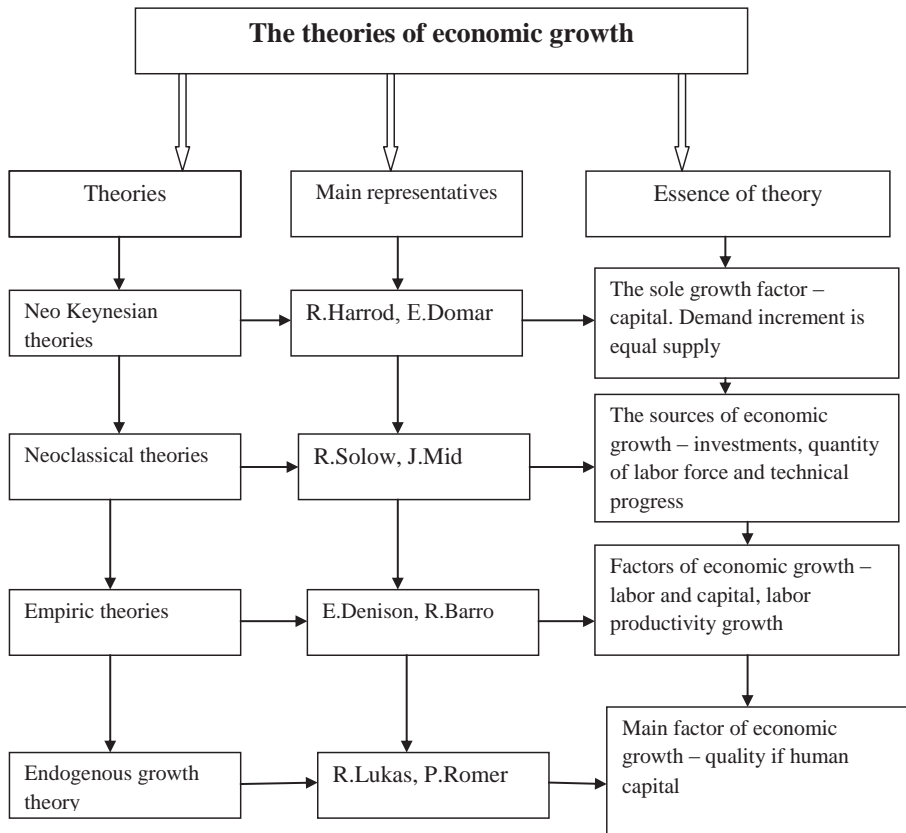 The theories of economic growth
Theories
Main representatives
Essence of theory
Neo Keynesian
theories
R.Harrod, E.Domar
The sole growth factor –
capital. Demand increment is
equal supply
Neoclassical theories
R.Solow, J.Mid
The sources of economic
growth – investments, quantity
of labor force and technical
progress
Empiric theories
E.Denison, R.Barro
Factors of economic growth –
labor and capital, labor
productivity growth
Endogenous growth
theory
R.Lukas, P.Romer
Main factor of economic
growth – quality if human
capital